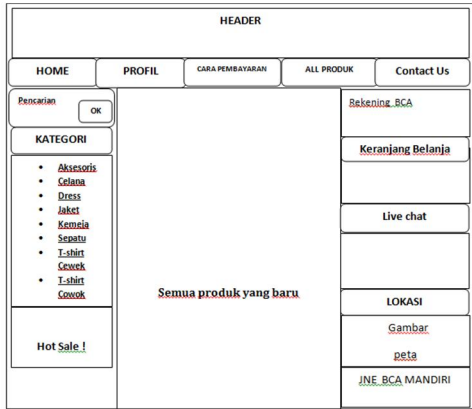 HEADER
HOME
PROFIL
CARA PEMBAYARAN
ALL PRODUK
Contact Us
Pencarian
OK
KATEGORI
• Aksesoris
• Celana
• Dress
• Jaket
• Kemeja
• Sepatu
• T-shirt
Cewek
• T-shirt
Cowok
Hot Sale !
Semua produk yang baru
Rekening BCA
Keranjang Belanja
Live chat
LOKASI
Gambar
peta
JNE BCA MANDIRI